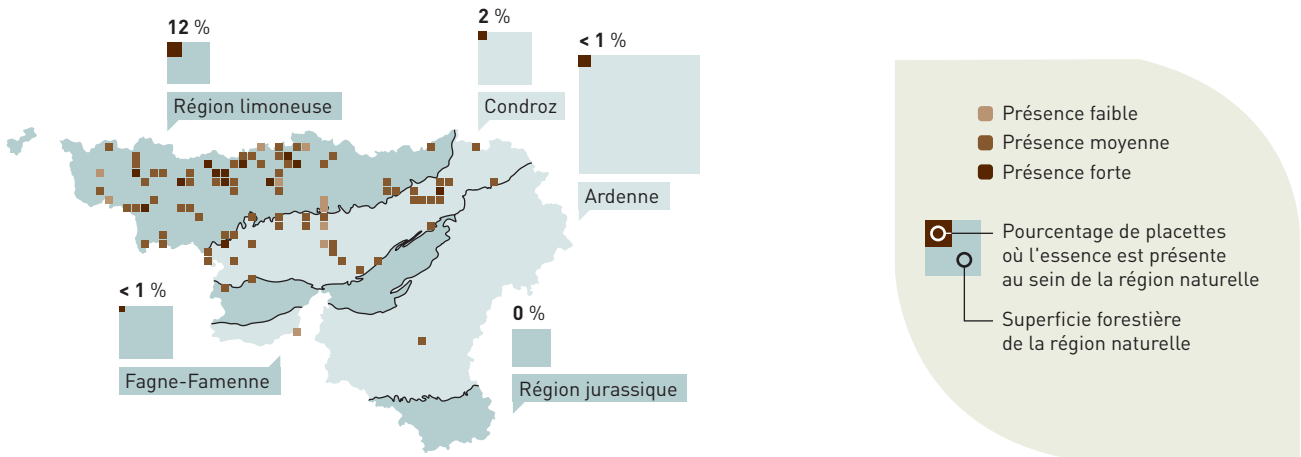 12 %
Région limoneuse
2 %
Condroz
< 1 %
Ardenne
< 1 %
Fagne-Famenne
0 %
Région jurassique
Présence faible
Présence moyenne
Présence forte
Pourcentage de placettes
où l'essence est présente
au sein de la région naturelle
Superficie forestière
de la région naturelle